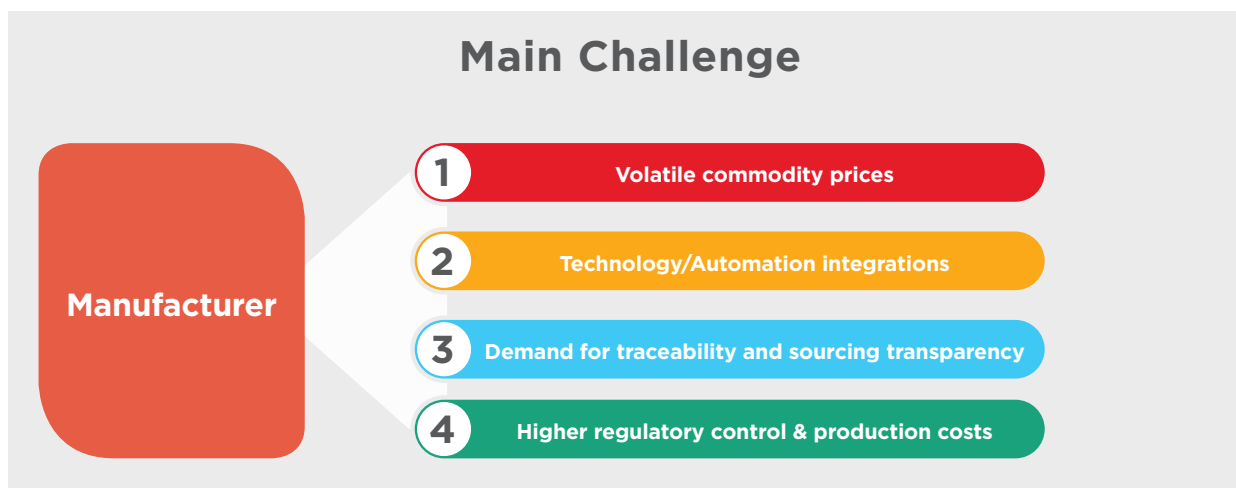 Main Challenge
Manufacturer
1
Volatile commodity prices
2
Technology/Automation integrations
3
Demand for traceability and sourcing transparency
4
Higher regulatory control & production costs